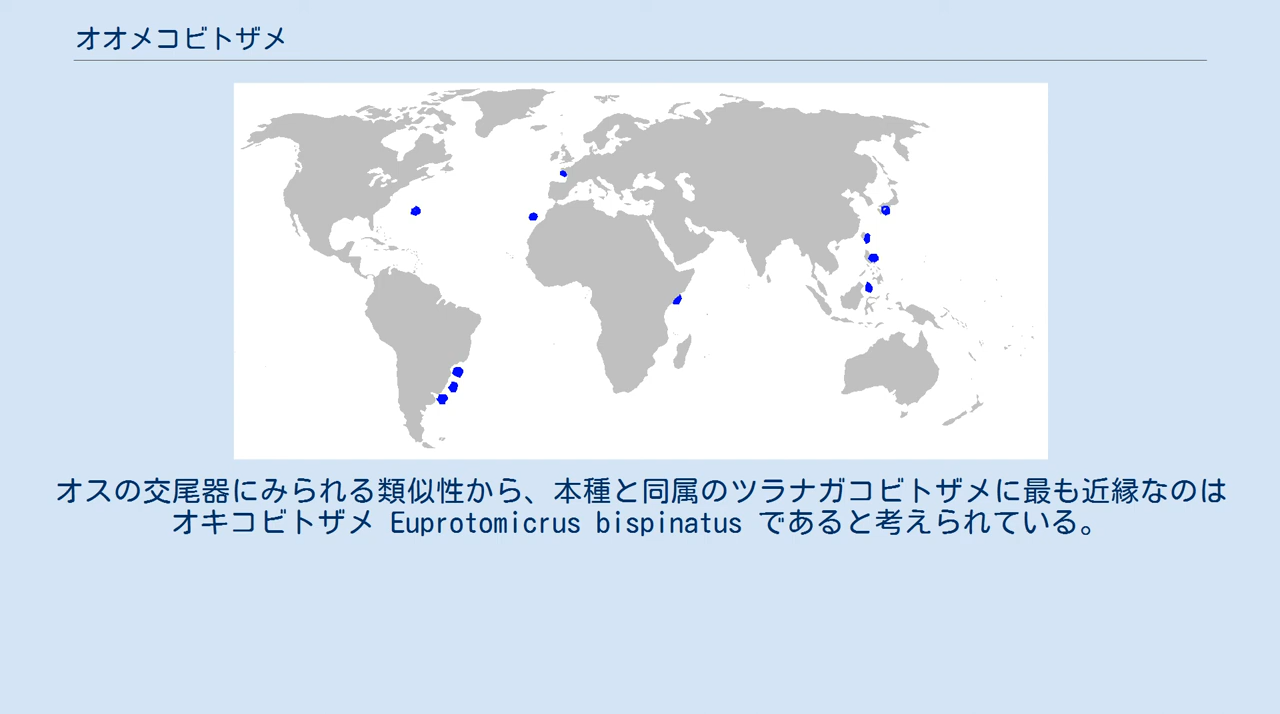 オオメコビトザメ
オスの交尾器にみられる類似性から、本種と同属のツラナガコビトザメに最も近縁なのは
オキコビトザメ Euprotomicrus bispinatus であると考えられている。